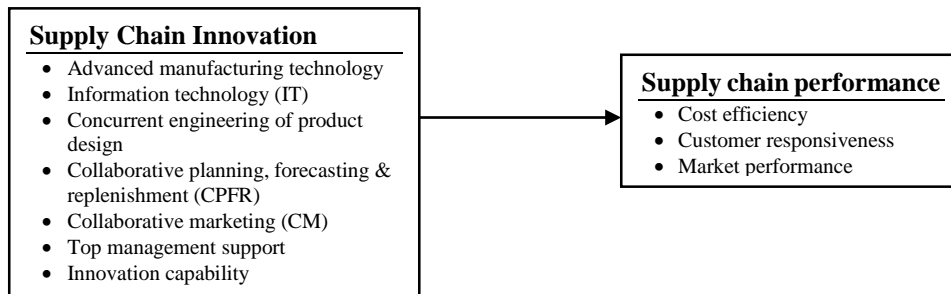 Supply Chain Innovation
• Advanced manufacturing technology
• Information technology (IT)
• Concurrent engineering of product
design
• Collaborative planning, forecasting &
replenishment (CPFR)
• Collaborative marketing (CM)
• Top management support
• Innovation capability
Supply chain performance
• Cost efficiency
• Customer responsiveness
• Market performance